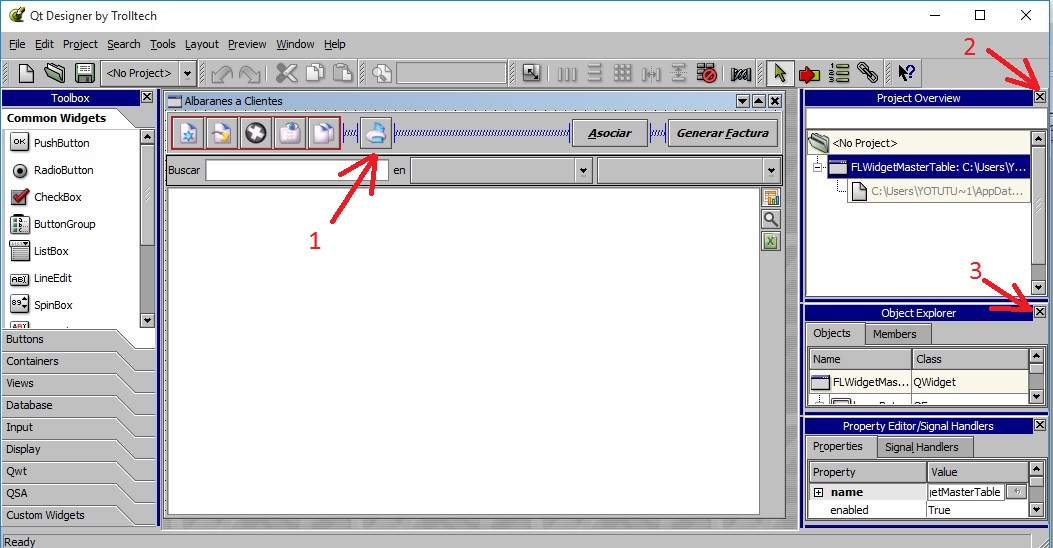 Qt Designer by Trolltech
File Edit Project Search Tools Layout Preview Window Help
2
<No Project>
Toolbox
Albaranes a Clientes
Project Overview
Common Widgets
OK PushButton
Asociar
Generar Factura
<No Project>
RadioButton
Buscar
en
FLWidgetMasterTable: C:\Users\Y...
CheckBox
C:\Users\YOTUTU~1\AppDat...
ButtonGroup
1
ListBox
ABI LineEdit
3
89 SpinBox
Object Explorer
Buttons
Objects Members
Containers
Name Class
Views
FLWidgetMas... QWidget
Database
Input
Property Editor/Signal Handlers
Display
Properties Signal Handlers
Qwt
Property Value
QSA
name getMasterTable
Custom Widgets
enabled True
Ready